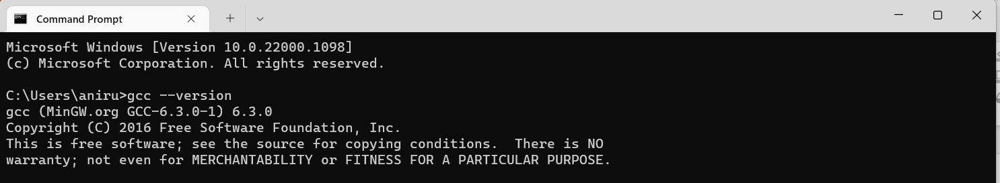 Command Prompt
Microsoft Windows [Version 10.0.22000.1098]
(c) Microsoft Corporation. All rights reserved.
C:\Users\aniru>gcc --version
gcc (MinGW.org GCC-6.3.0-1) 6.3.0
Copyright (C) 2016 Free Software Foundation, Inc.
This is free software; see the source for copying conditions.  There is NO
warranty; not even for MERCHANTABILITY or FITNESS FOR A PARTICULAR PURPOSE.